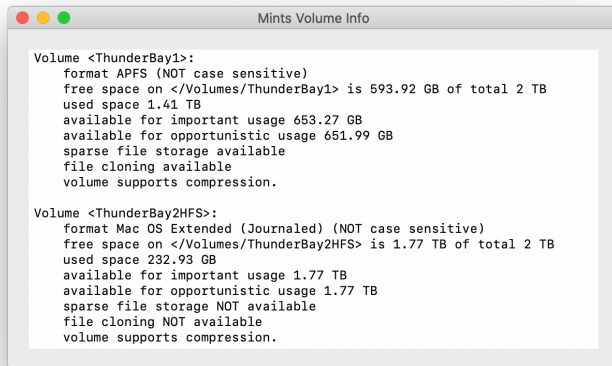 Mints Volume Info
Volume <ThunderBay1>:
format APFS (NOT case sensitive)
free space on </Volumes/ThunderBay1> is 593.92 GB of total 2 TB
used space 1.41 TB
available for important usage 653.27 GB
available for opportunistic usage 651.99 GB
sparse file storage available
file cloning available
volume supports compression.
Volume <ThunderBay2HFS>:
format Mac OS Extended (Journaled) (NOT case sensitive)
free space on </Volumes/ThunderBay2HFS> is 1.77 TB of total 2 TB
used space 232.93 GB
available for important usage 1.77 TB
available for opportunistic usage 1.77 TB
sparse file storage NOT available
file cloning NOT available
volume supports compression.